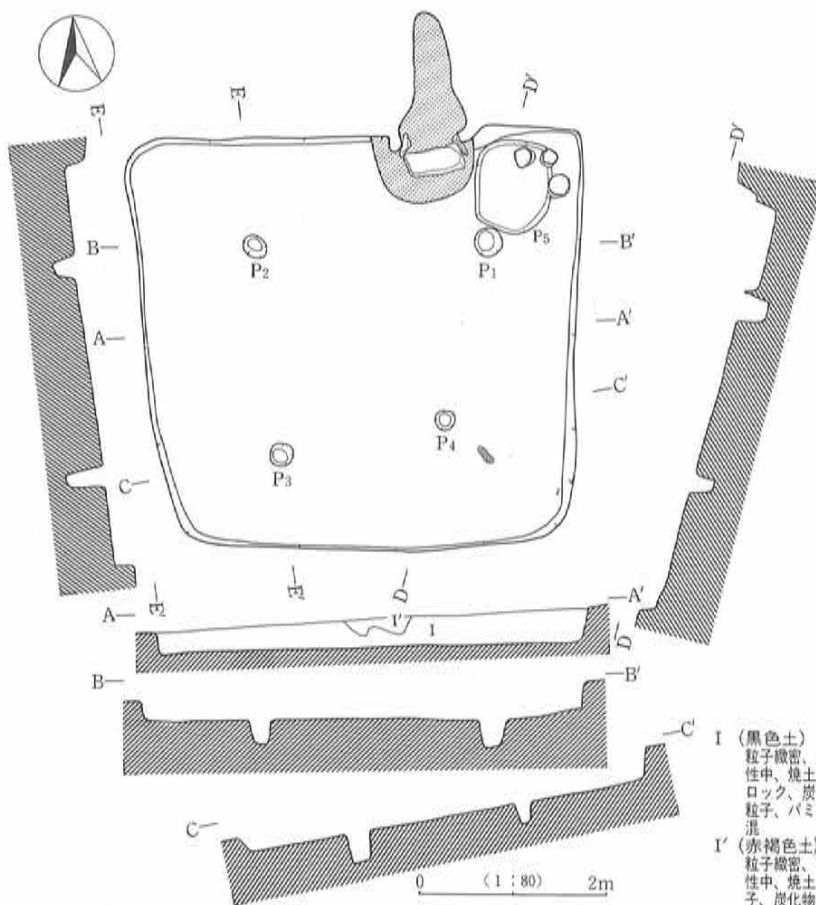 E
E
D′
D′
B
B′
P2
P1
P5
A
A′
C′
P4
C
P3
E′
E′
D
A
A′
I′
I
D
B
B′
C′
C
0 （1：80） 2m
I （黒色土）
粒子緻密、
性中、焼土
ロック、炭
粒子、パミ
混
I′（赤褐色土）
粒子緻密、
性中、焼土
子、炭化物